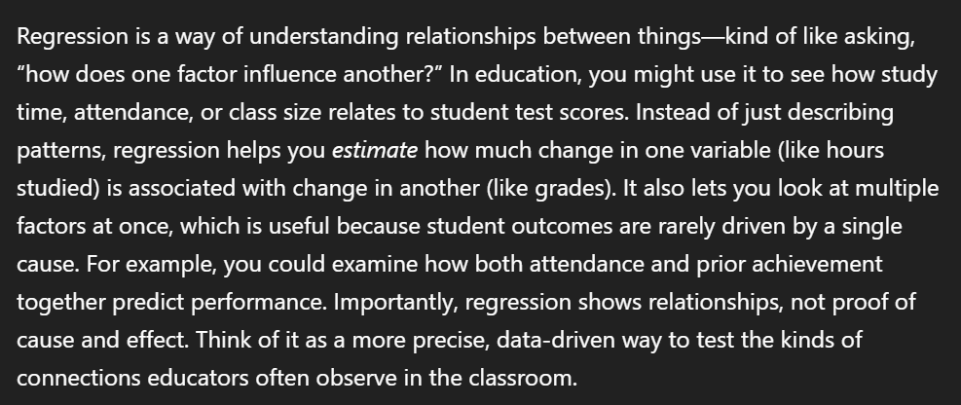 Regression is a way of understanding relationships between things—kind of like asking,
“how does one factor influence another?” In education, you might use it to see how study
time, attendance, or class size relates to student test scores. Instead of just describing
patterns, regression helps you estimate how much change in one variable (like hours
studied) is associated with change in another (like grades). It also lets you look at multiple
factors at once, which is useful because student outcomes are rarely driven by a single
cause. For example, you could examine how both attendance and prior achievement
together predict performance. Importantly, regression shows relationships, not proof of
cause and effect. Think of it as a more precise, data-driven way to test the kinds of
connections educators often observe in the classroom.